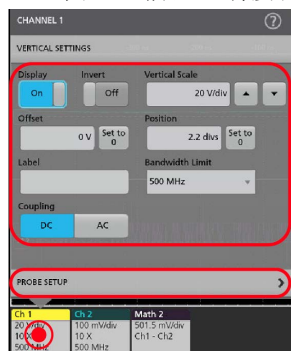 CHANNEL 1 ?
VERTICAL SETTINGS
Display Invert Vertical Scale
On Off 20 V/div
Offset Position
0 V Set to 0 2.2 divs Set to 0
Label Bandwidth Limit
500 MHz
Coupling
DC AC
PROBE SETUP
Ch 1 Ch 2 Math 2
20 V/div 100 mV/div 501.5 mV/div
10 X 10 X Ch1 - Ch2
500 MHz 500 MHz